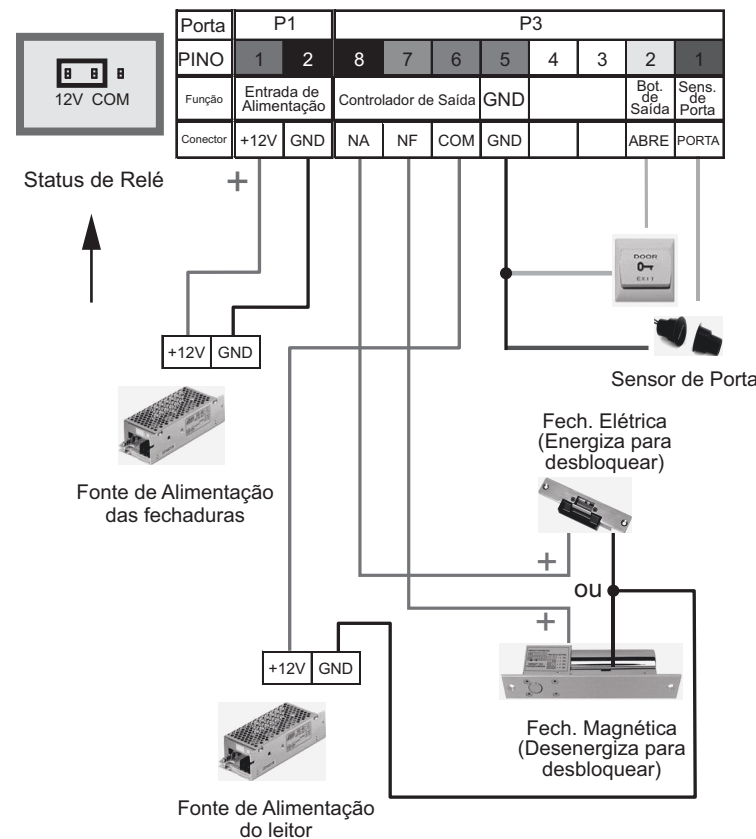 Porta P1 P3
PINO 1 2 8 7 6 5 4 3 2 1
Função Entrada de Alimentação Controlador de Saída GND Bot. de Saída Sens. de Porta
Conector +12V GND NA NF COM GND ABRE PORTA
12V COM
Status de Relé
+
+12V GND
DOOR
EXIT
Sensor de Porta
Fonte de Alimentação
das fechaduras
Fech. Elétrica
(Energiza para
desbloquear)
+
ou
+
+12V GND
Fech. Magnética
(Desenergiza para
desbloquear)
Fonte de Alimentação
do leitor